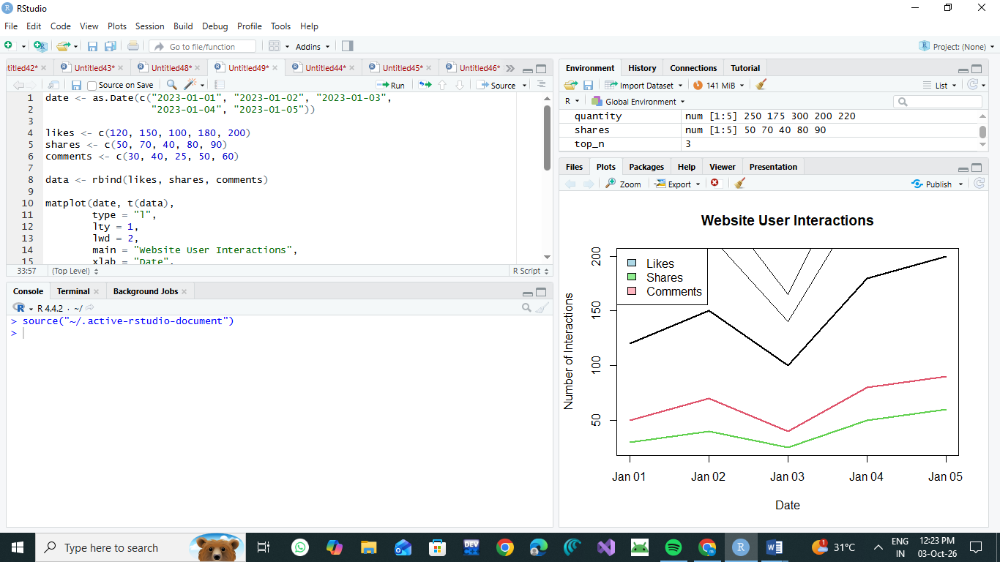 RStudio
File Edit Code View Plots Session Build Debug Profile Tools Help
Go to file/function Addins Project: (None)
ntitled42* Untitled43* Untitled48* Untitled49* Untitled44* Untitled45* Untitled46*
Source on Save Run Source
1 date <- as.Date(c("2023-01-01", "2023-01-02", "2023-01-03",
2 "2023-01-04", "2023-01-05"))
3
4 likes <- c(120, 150, 100, 180, 200)
5 shares <- c(50, 70, 40, 80, 90)
6 comments <- c(30, 40, 25, 50, 60)
7
8 data <- rbind(likes, shares, comments)
9
10 matplot(date, t(data),
11 type = "l",
12 lty = 1,
13 lwd = 2,
14 main = "Website User Interactions",
15 xlab = "Date",
33:57 (Top Level) R Script
Console Terminal Background Jobs
R 4.4.2 · ~/
> source("~/.active-rstudio-document")
>
Environment History Connections Tutorial
Import Dataset 141 MiB List
R Global Environment
quantity num [1:5] 250 175 300 200 220
shares num [1:5] 50 70 40 80 90
top_n 3
Files Plots Packages Help Viewer Presentation
Zoom Export Publish
Website User Interactions
Likes
Shares
Comments
Number of Interactions
200
150
100
50
Jan 01 Jan 02 Jan 03 Jan 04 Jan 05
Date
Type here to search
DEV
1 31°C
ENG
IN
12:23 PM
03-Oct-26